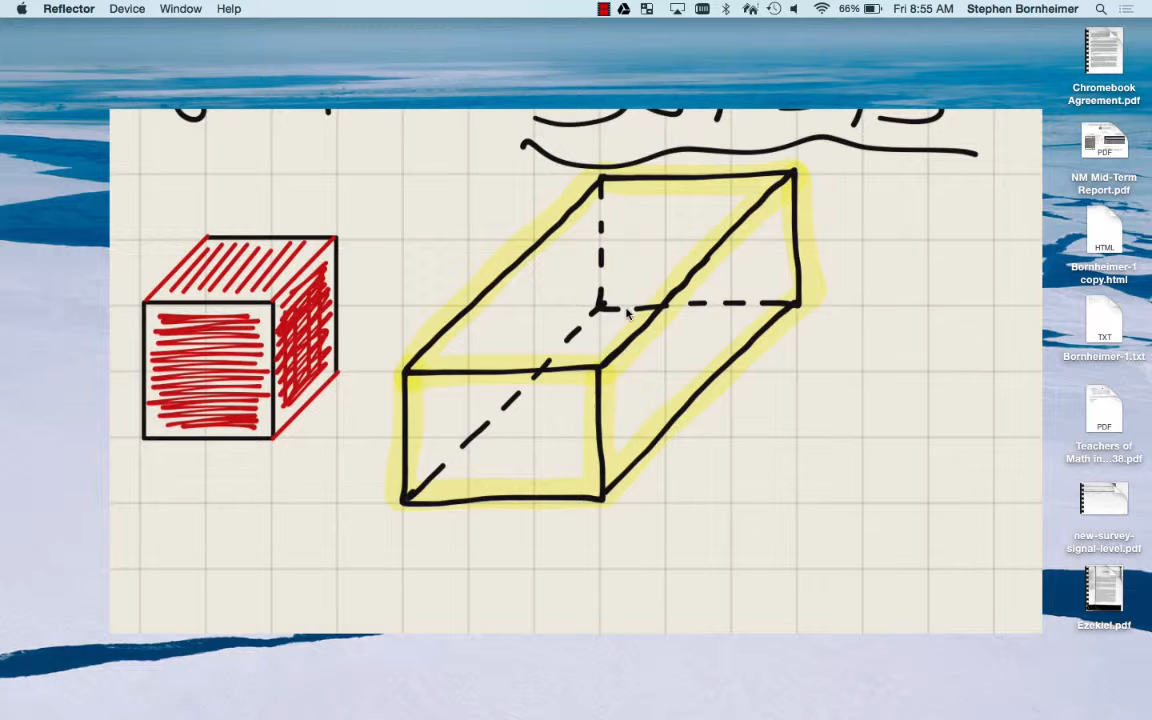 Reflector Device Window Help 66% Fri 8:55 AM Stephen Bornheimer
Chromebook
Agreement.pdf
PDF
NM Mid-Term
Report.pdf
HTML
Bornheimer-1
copy.html
TXT
Bornheimer-1.txt
PDF
Teachers of
Math in...38.pdf
new-survey-
signal-level.pdf
Ezekiel.pdf